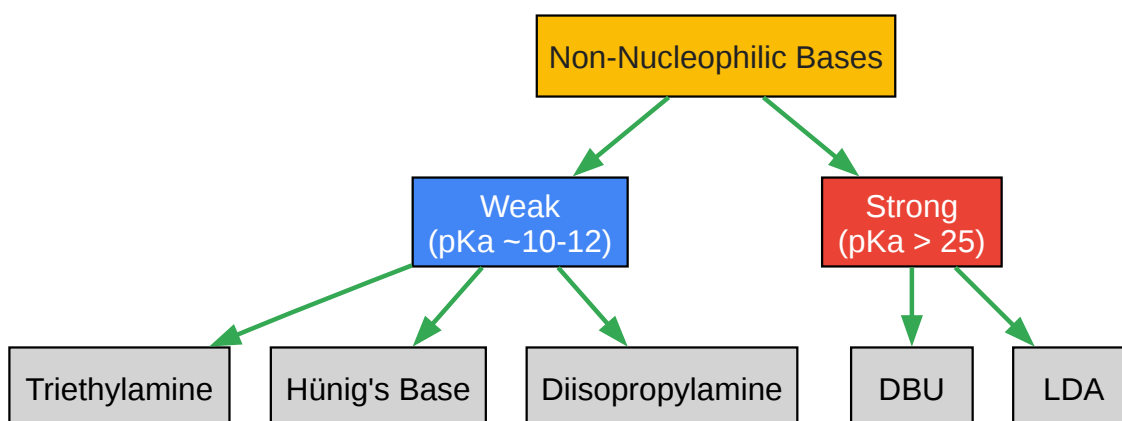 Non-Nucleophilic Bases
Weak
(pKa ~10-12)
Strong
(pKa > 25)
Triethylamine
Hünig's Base
Diisopropylamine
DBU
LDA